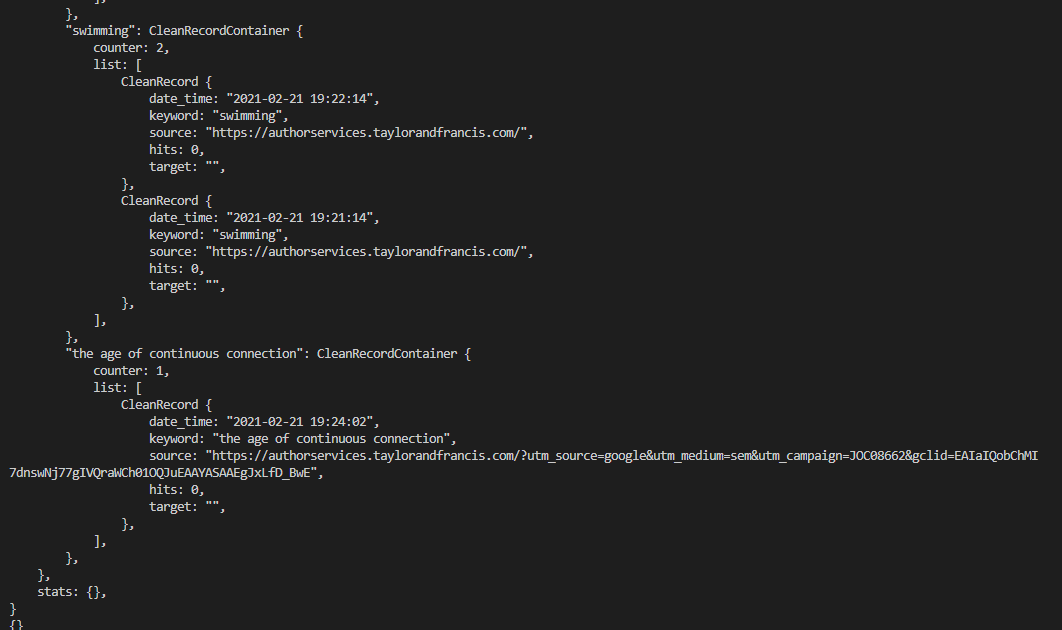 ],
},
"swimming": CleanRecordContainer {
counter: 2,
list: [
CleanRecord {
date_time: "2021-02-21 19:22:14",
keyword: "swimming",
source: "https://authorservices.taylorandfrancis.com/",
hits: 0,
target: "",
},
CleanRecord {
date_time: "2021-02-21 19:21:14",
keyword: "swimming",
source: "https://authorservices.taylorandfrancis.com/",
hits: 0,
target: "",
},
],
},
"the age of continuous connection": CleanRecordContainer {
counter: 1,
list: [
CleanRecord {
date_time: "2021-02-21 19:24:02",
keyword: "the age of continuous connection",
source: "https://authorservices.taylorandfrancis.com/?utm_source=google&utm_medium=sem&utm_campaign=JOC08662&gclid=EAIaIQobChMI
7dnswNj77gIVQraWCh01OQJuEAAYASAAEgJxLfD_BwE",
hits: 0,
target: "",
},
],
},
},
stats: {},
}
{}